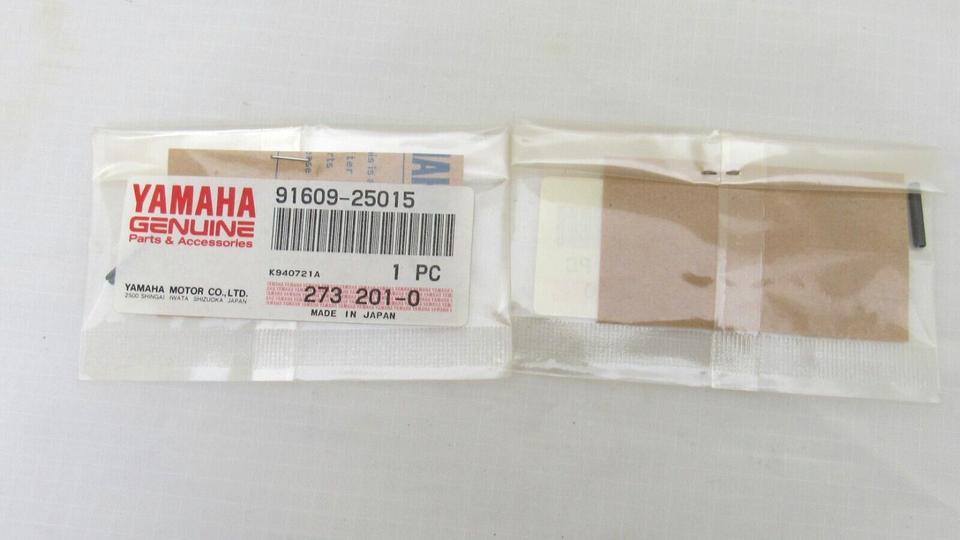 YAMAHA
GENUINE
Parts & Accessories
91609-25015
K940721A
1 PC
YAMAHA MOTOR CO.,LTD.
2500 SHINGAI IWATA SHIZUOKA JAPAN
273 201-0
MADE IN JAPAN
PC